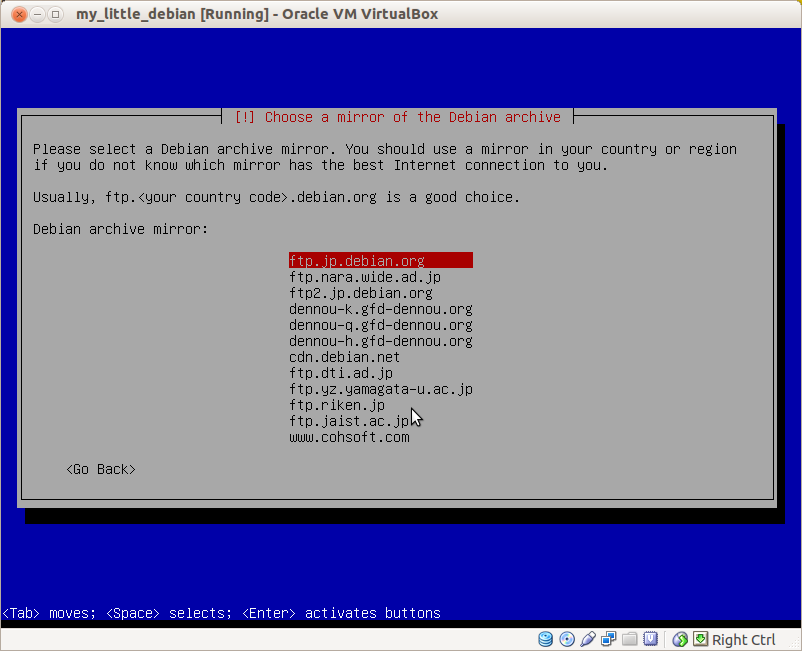 my_little_debian [Running] - Oracle VM VirtualBox
[!] Choose a mirror of the Debian archive
Please select a Debian archive mirror. You should use a mirror in your country or region
if you do not know which mirror has the best Internet connection to you.
Usually, ftp.<your country code>.debian.org is a good choice.
Debian archive mirror:
ftp.jp.debian.org
ftp.nara.wide.ad.jp
ftp2.jp.debian.org
dennou-k.gfd-dennou.org
dennou-q.gfd-dennou.org
dennou-h.gfd-dennou.org
cdn.debian.net
ftp.dti.ad.jp
ftp.yz.yamagata-u.ac.jp
ftp.riken.jp
ftp.jaist.ac.jp
www.cohsoft.com
<Go Back>
<Tab> moves; <Space> selects; <Enter> activates buttons
Right Ctrl